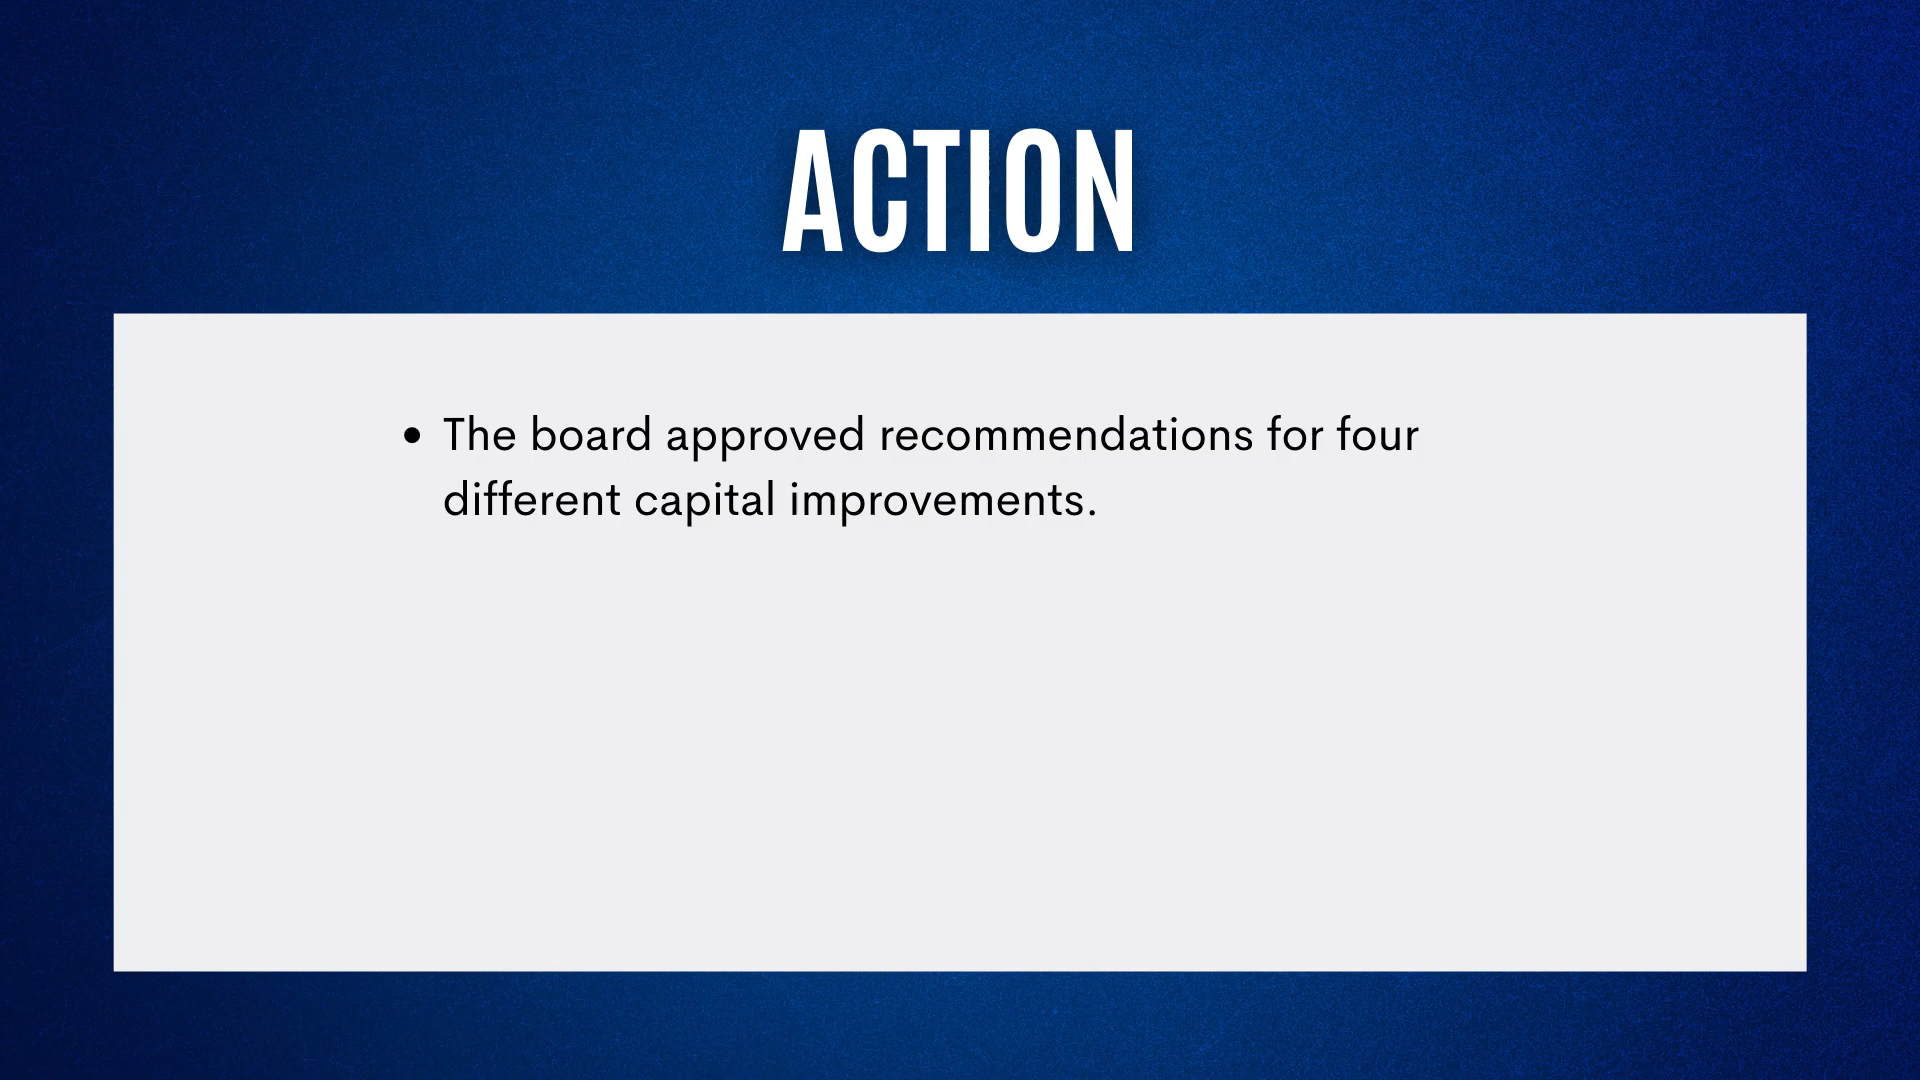 ACTION
• The board approved recommendations for four
different capital improvements.